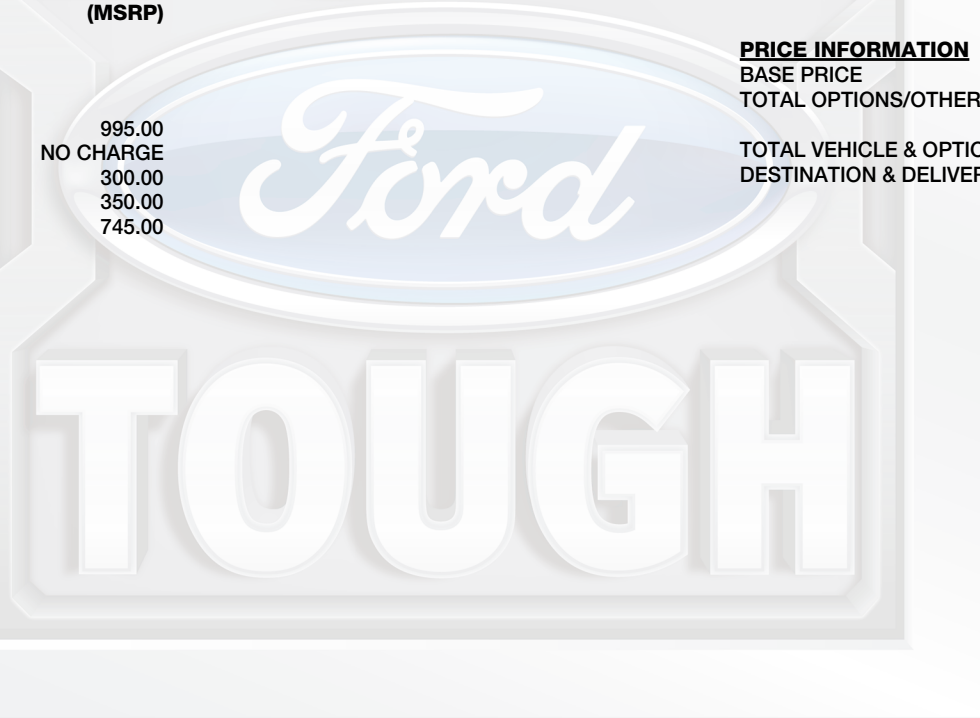 (MSRP)
995.00
NO CHARGE
300.00
350.00
745.00
PRICE INFORMATION
BASE PRICE
TOTAL OPTIONS/OTHER
TOTAL VEHICLE & OPTIO
DESTINATION & DELIVER
Ford
TOUGH